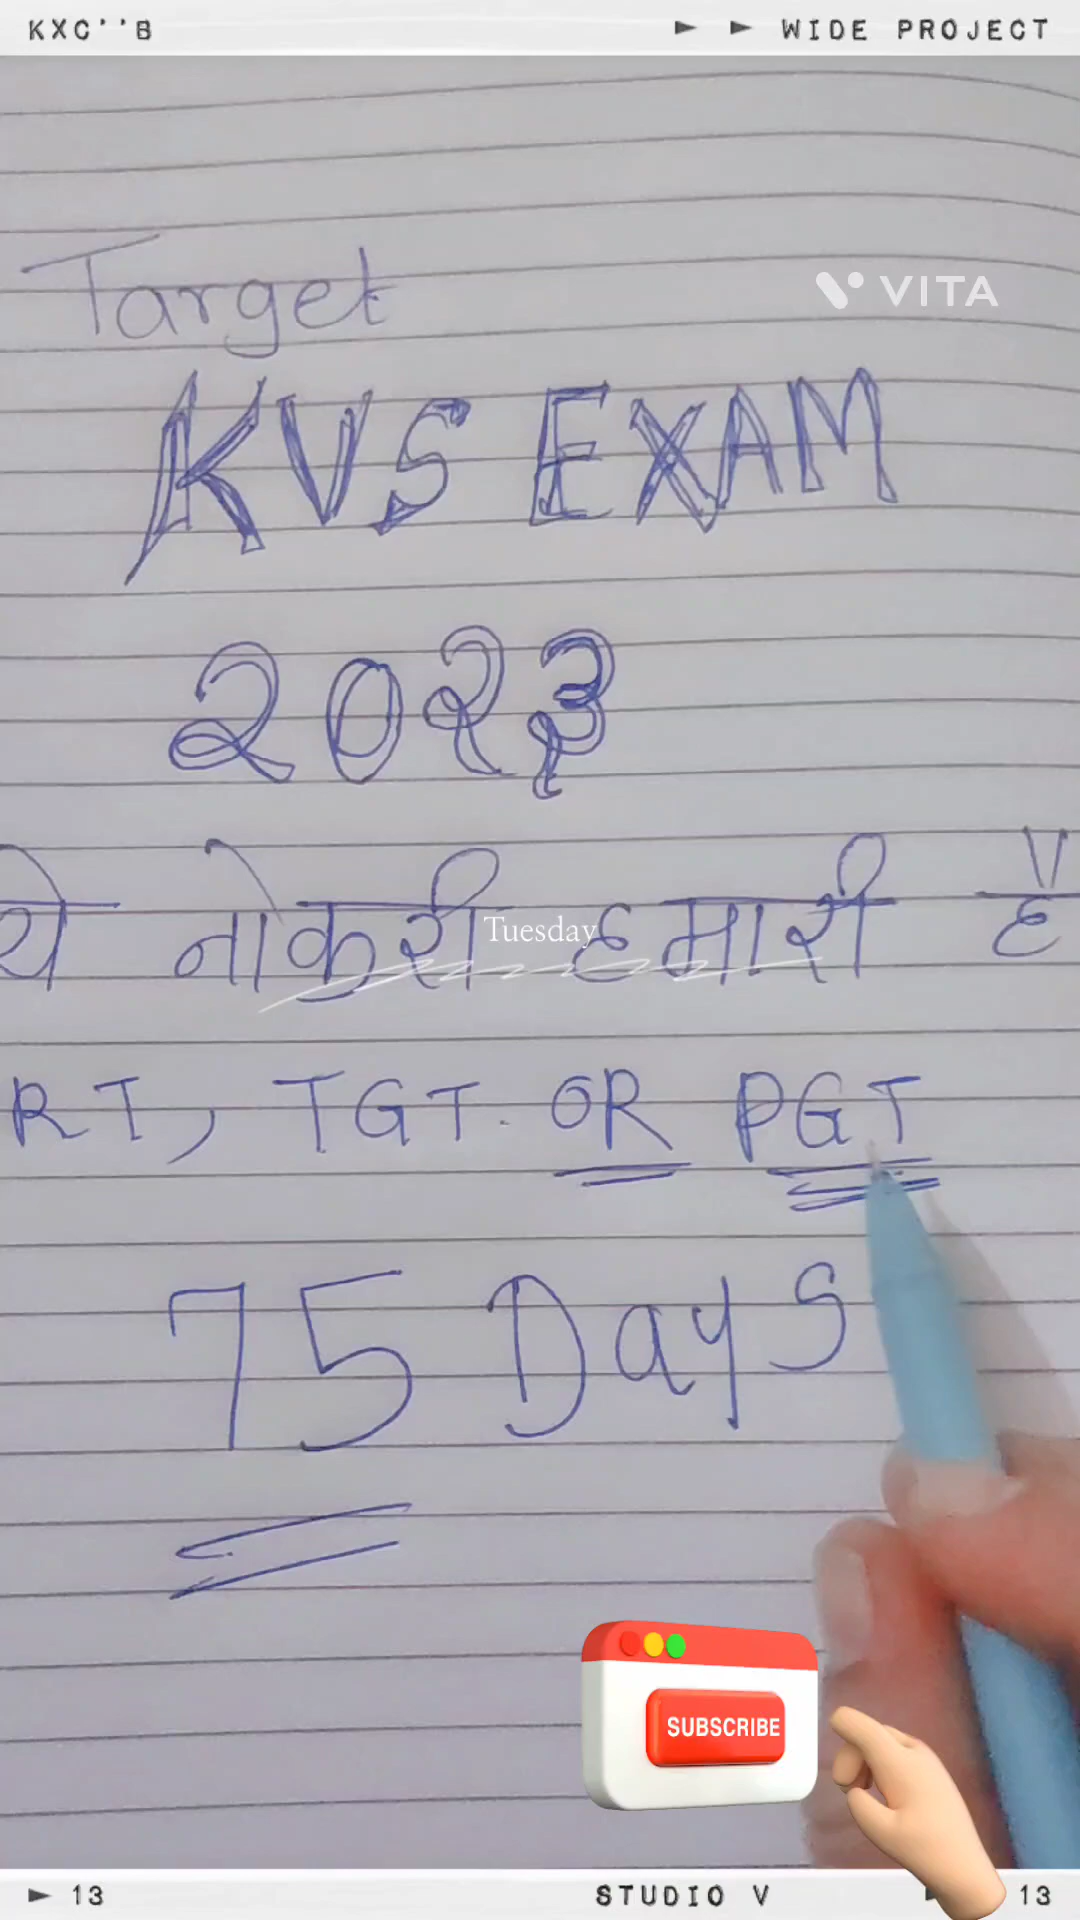 KXC''B ► ► WIDE PROJECT
Target
VITA
KVS EXAM
२०२३
ये नोकरी हमारी हैं
Tuesday
RT, TGT. OR PGT
75 Days
SUBSCRIBE
► 13 STUDIO V ► 13